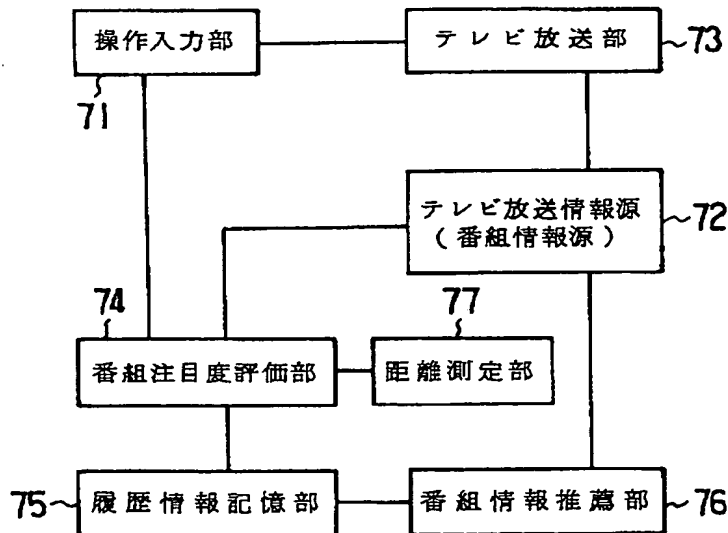 操作入力部
71
テレビ放送部
73
テレビ放送情報源
(番組情報源)
72
74
番組注目度評価部
77
距離測定部
75
履歴情報記憶部
番組情報推薦部
76